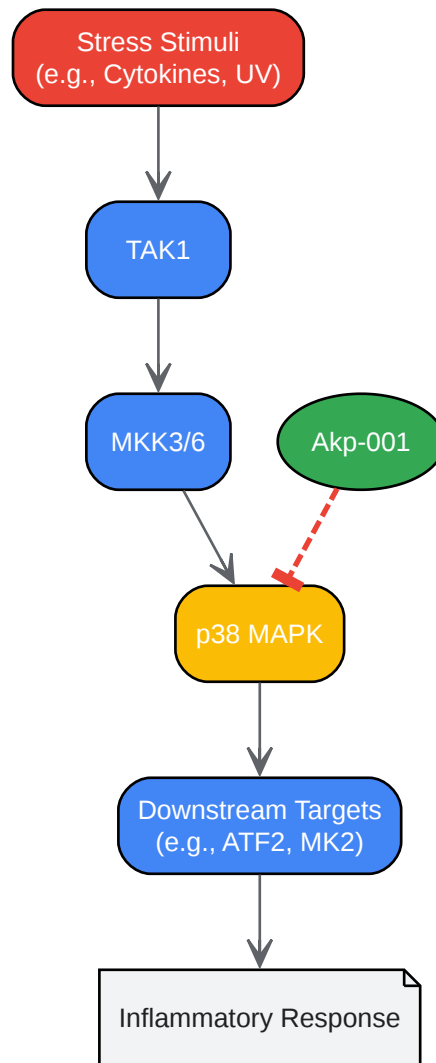 Stress Stimuli
(e.g., Cytokines, UV)
TAK1
MKK3/6
Akp-001
p38 MAPK
Downstream Targets
(e.g., ATF2, MK2)
Inflammatory Response